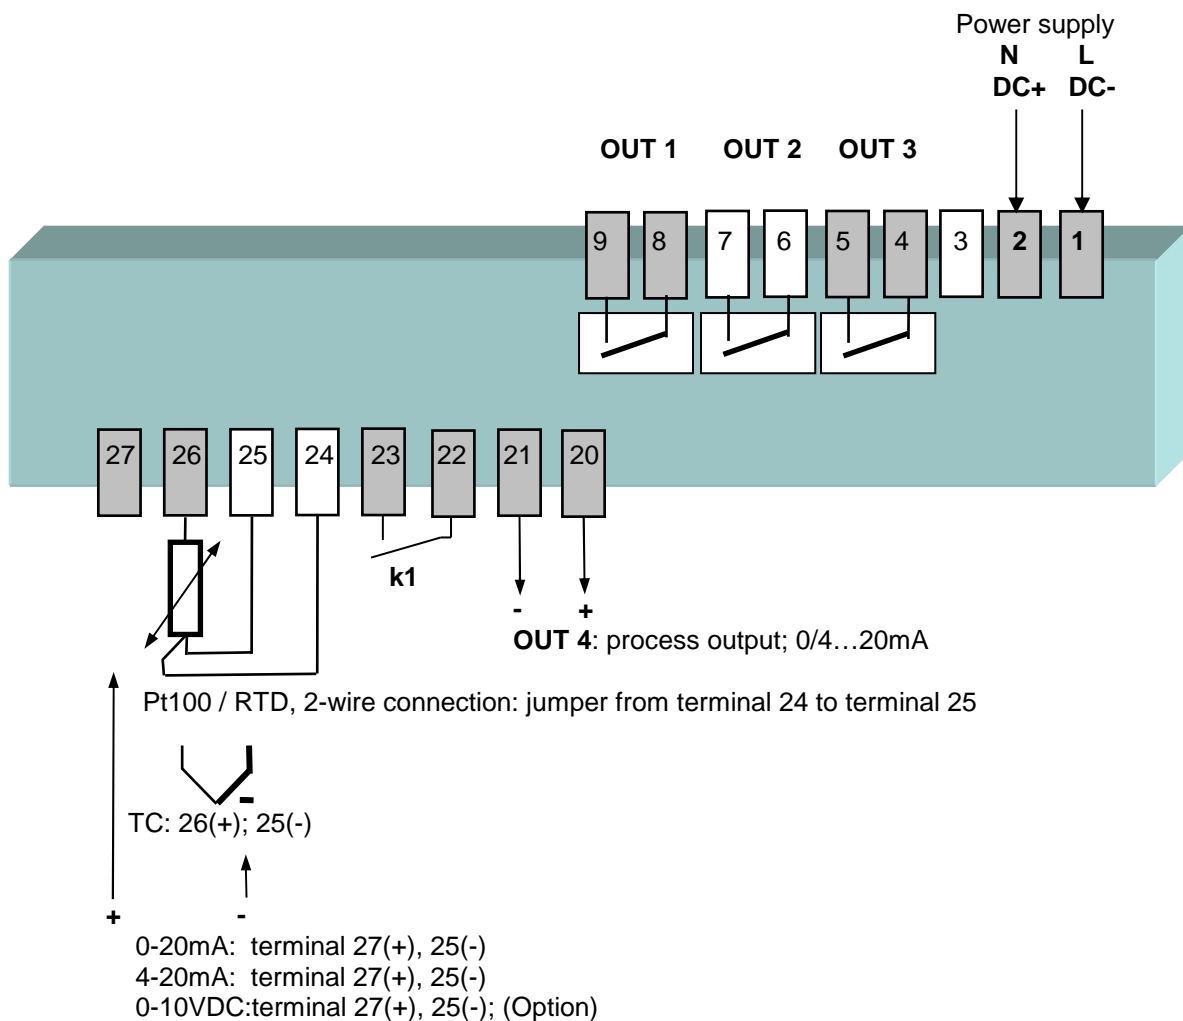 Power supply
N L
DC+ DC-
OUT 1 OUT 2 OUT 3
9 8 7 6 5 4 3 2 1
27 26 25 24 23 22 21 20
k1
- +
OUT 4: process output; 0/4…20mA
Pt100 / RTD, 2-wire connection: jumper from terminal 24 to terminal 25
-
TC: 26(+); 25(-)
+ -
0-20mA: terminal 27(+), 25(-)
4-20mA: terminal 27(+), 25(-)
0-10VDC:terminal 27(+), 25(-); (Option)